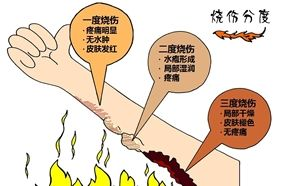 烧伤分度
一度烧伤
·疼痛明显
·无水肿
·皮肤发红
二度烧伤
·水疱形成
·局部湿润
·疼痛
三度烧伤
·局部干燥
·皮肤褪色
·无疼痛